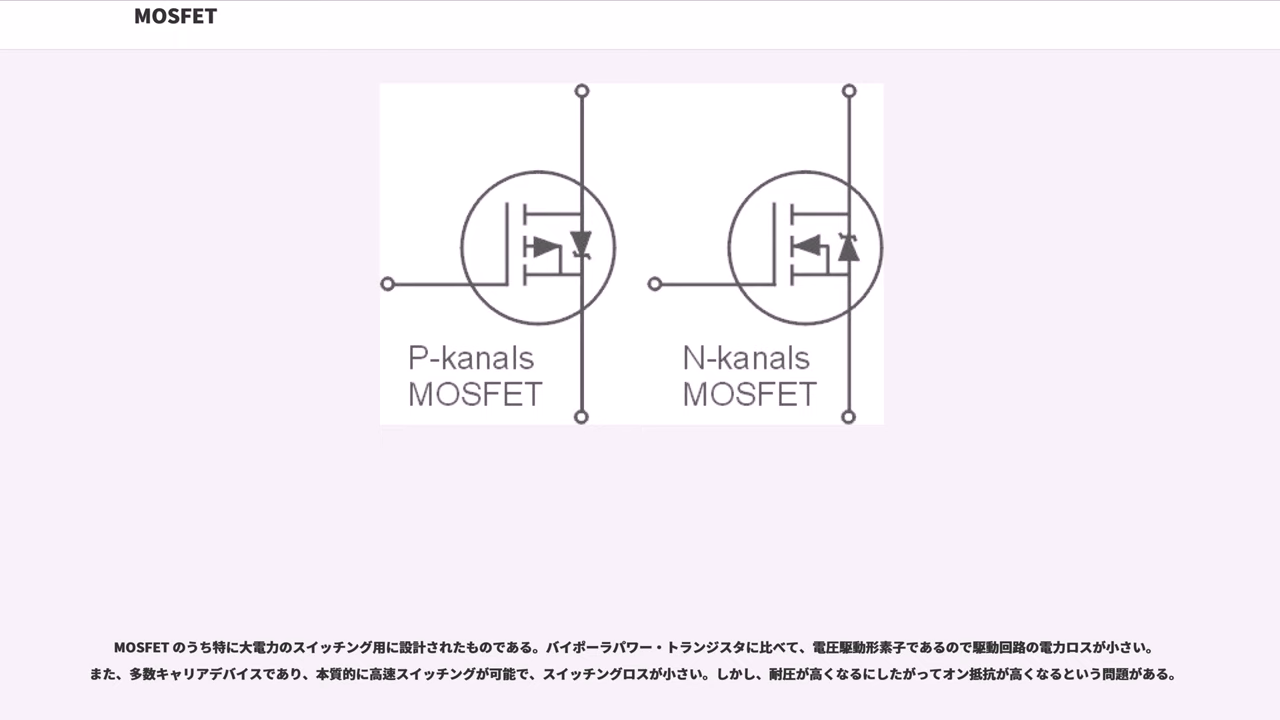 MOSFET
P-kanals
MOSFET
N-kanals
MOSFET
MOSFET のうち特に大電力のスイッチング用に設計されたものである。バイポーラパワー・トランジスタに比べて、電圧駆動形素子であるので駆動回路の電力ロスが小さい。
また、多数キャリアデバイスであり、本質的に高速スイッチングが可能で、スイッチングロスが小さい。しかし、耐圧が高くなるにしたがってオン抵抗が高くなるという問題がある。